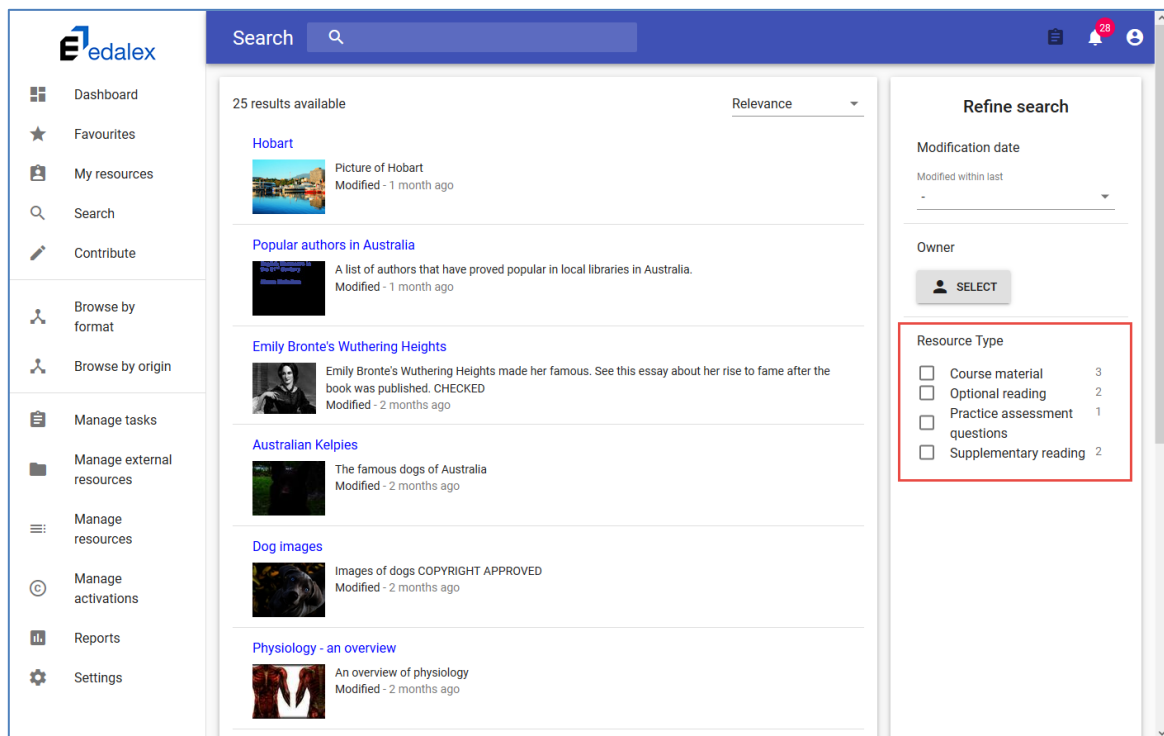 edalex
Dashboard
Favourites
My resources
Search
Contribute
Browse by
format
Browse by origin
Manage tasks
Manage external
resources
Manage
resources
Manage
activations
Reports
Settings
Search
28
25 results available
Relevance
Hobart
Picture of Hobart
Modified - 1 month ago
Popular authors in Australia
A list of authors that have proved popular in local libraries in Australia.
Modified - 1 month ago
Emily Bronte's Wuthering Heights
Emily Bronte's Wuthering Heights made her famous. See this essay about her rise to fame after the
book was published. CHECKED
Modified - 2 months ago
Australian Kelpies
The famous dogs of Australia
Modified - 2 months ago
Dog images
Images of dogs COPYRIGHT APPROVED
Modified - 2 months ago
Physiology - an overview
An overview of physiology
Modified - 2 months ago
Refine search
Modification date
Modified within last
-
Owner
SELECT
Resource Type
Course material 3
Optional reading 2
Practice assessment 1
questions
Supplementary reading 2